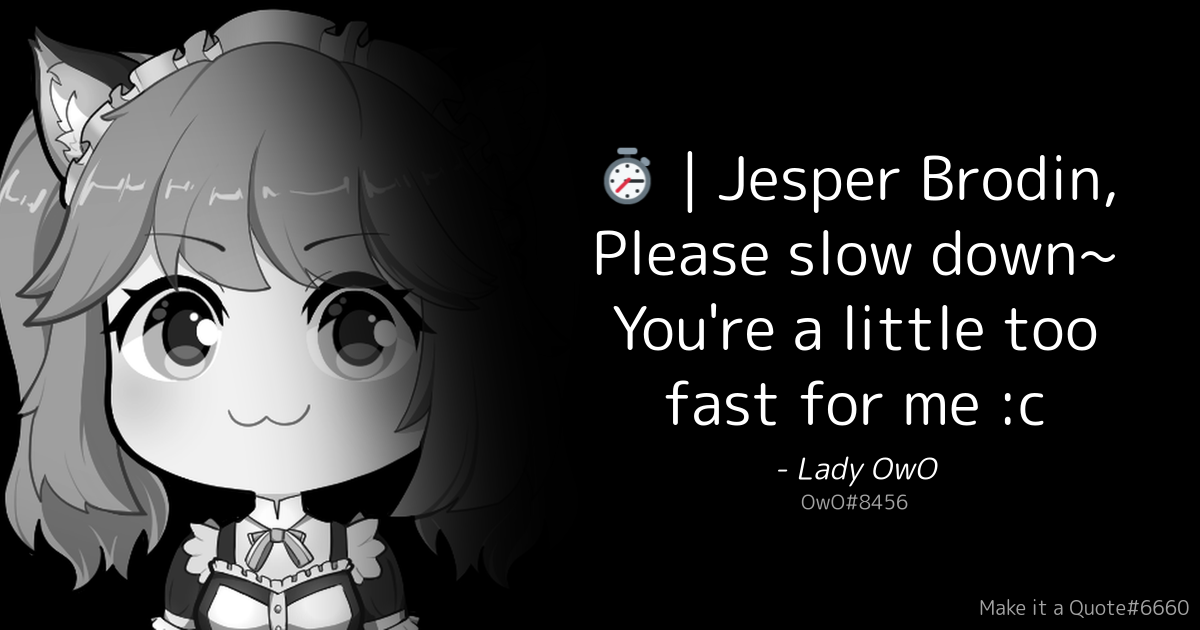 ⏱ | Jesper Brodin,
Please slow down~
You're a little too
fast for me :c
- Lady OwO
OwO#8456
Make it a Quote#6660